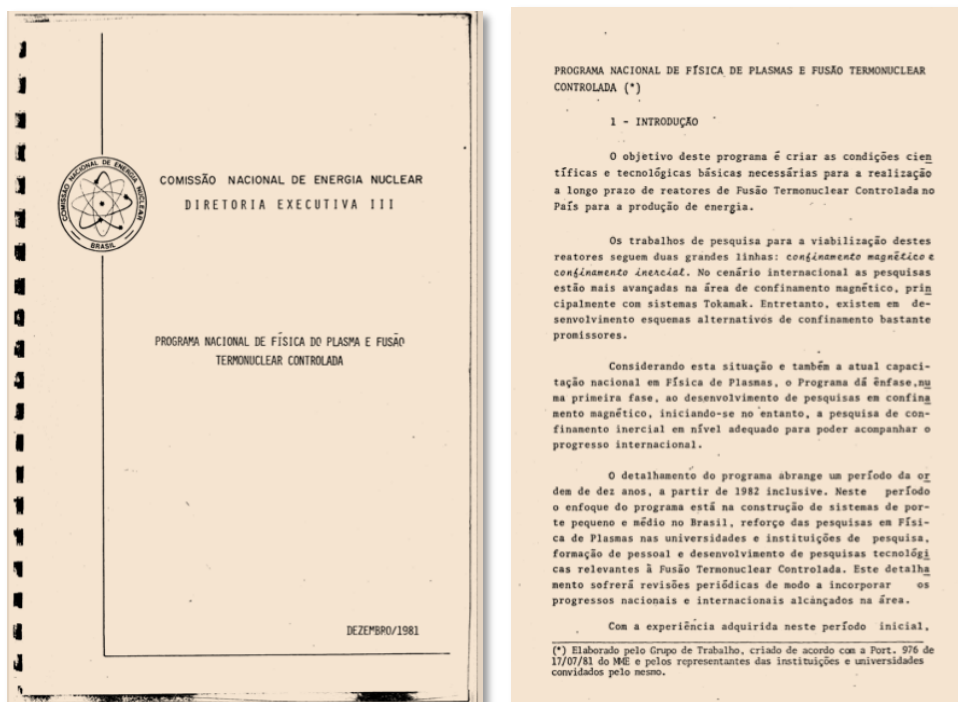 COMISSÃO NACIONAL DE ENERGIA NUCLEAR
BRASIL
COMISSÃO NACIONAL DE ENERGIA NUCLEAR
DIRETORIA EXECUTIVA III
PROGRAMA NACIONAL DE FÍSICA DO PLASMA E FUSÃO
TERMONUCLEAR CONTROLADA
DEZEMBRO/1981
PROGRAMA NACIONAL DE FÍSICA DE PLASMAS E FUSÃO TERMONUCLEAR
CONTROLADA (*)
1 - INTRODUÇÃO
O objetivo deste programa é criar as condições cien
tíficas e tecnológicas básicas necessárias para a realização
a longo prazo de reatores de Fusão Termonuclear Controlada no
País para a produção de energia.
Os trabalhos de pesquisa para a viabilização destes
reatores seguem duas grandes linhas: confinamento magnético e
confinamento inercial. No cenário internacional as pesquisas
estão mais avançadas na área de confinamento magnético, prin
cipalmente com sistemas Tokamak. Entretanto, existem em de-
senvolvimento esquemas alternativos de confinamento bastante
promissores.
Considerando esta situação e também a atual capaci-
tação nacional em Física de Plasmas, o Programa dá ênfase, nu
ma primeira fase, ao desenvolvimento de pesquisas em confina
mento magnético, iniciando-se no entanto, a pesquisa de con-
finamento inercial em nível adequado para poder acompanhar o
progresso internacional.
O detalhamento do programa abrange um período da or
dem de dez anos, a partir de 1982 inclusive. Neste período
o enfoque do programa está na construção de sistemas de por-
te pequeno e médio no Brasil, reforço das pesquisas em Físi-
ca de Plasmas nas universidades e instituições de pesquisa,
formação de pessoal e desenvolvimento de pesquisas tecnológi
cas relevantes à Fusão Termonuclear Controlada. Este detalha
mento sofrerá revisões periódicas de modo a incorporar os
progressos nacionais e internacionais alcançados na área.
Com a experiência adquirida neste período inicial,
(*) Elaborado pelo Grupo de Trabalho, criado de acordo com a Port. 976 de
17/07/81 do MME e pelos representantes das instituições e universidades
convidados pelo mesmo.